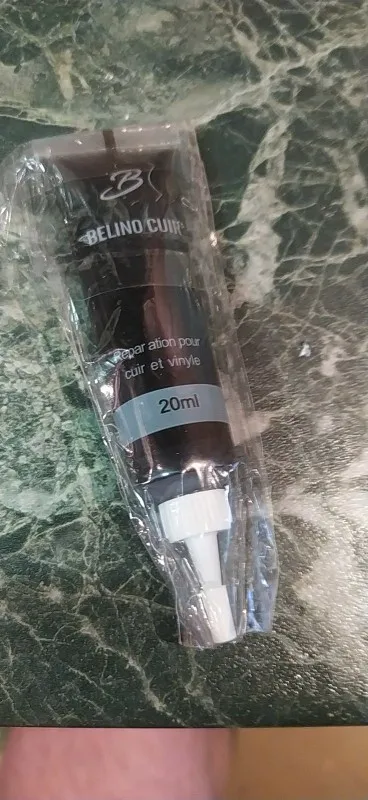 B
BELINO CUIR
Réparation pour
cuir et vinyle
20ml